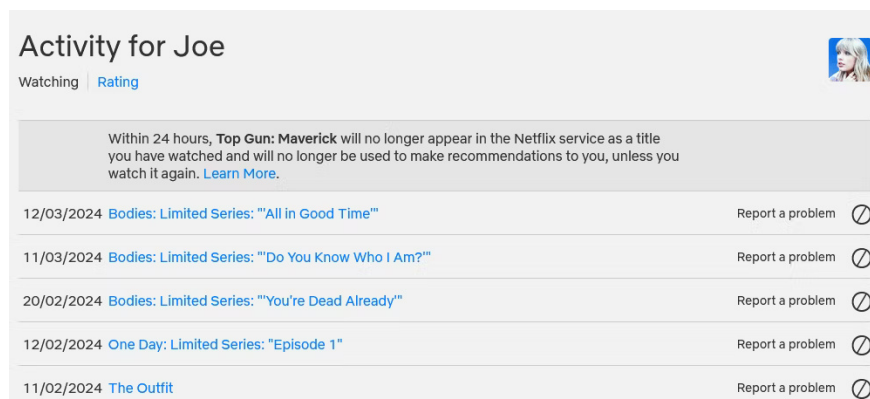 Activity for Joe
Watching Rating
Within 24 hours, Top Gun: Maverick will no longer appear in the Netflix service as a title
you have watched and will no longer be used to make recommendations to you, unless you
watch it again. Learn More.
12/03/2024 Bodies: Limited Series: "'All in Good Time'" Report a problem
11/03/2024 Bodies: Limited Series: "'Do You Know Who I Am?'" Report a problem
20/02/2024 Bodies: Limited Series: "'You're Dead Already'" Report a problem
12/02/2024 One Day: Limited Series: "Episode 1" Report a problem
11/02/2024 The Outfit Report a problem